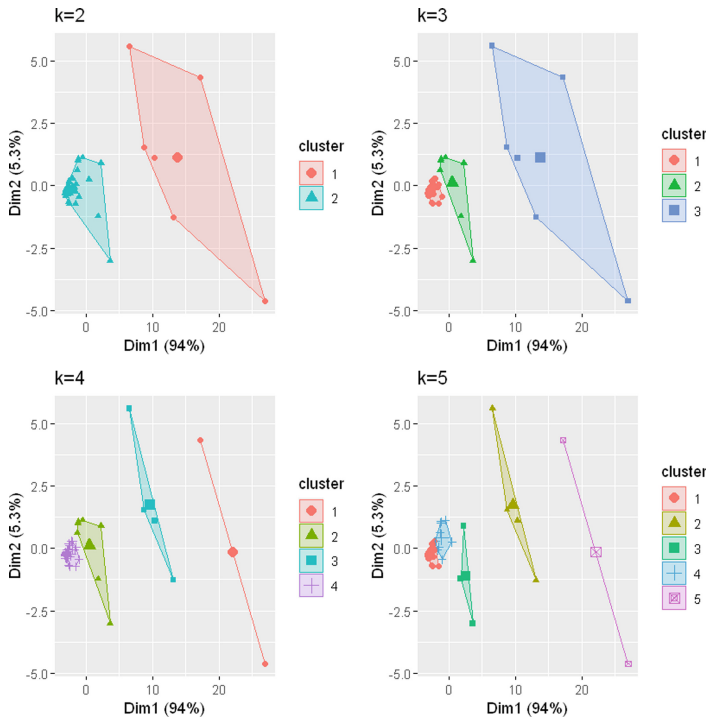 k=2
5.0
2.5
0.0
-2.5
-5.0
Dim2 (5.3%)
0
10
20
Dim1 (94%)
cluster
1
2
k=3
5.0
2.5
0.0
-2.5
-5.0
Dim2 (5.3%)
0
10
20
Dim1 (94%)
cluster
1
2
3
k=4
5.0
2.5
0.0
-2.5
-5.0
Dim2 (5.3%)
0
10
20
Dim1 (94%)
cluster
1
2
3
4
k=5
5.0
2.5
0.0
-2.5
-5.0
Dim2 (5.3%)
0
10
20
Dim1 (94%)
cluster
1
2
3
4
5